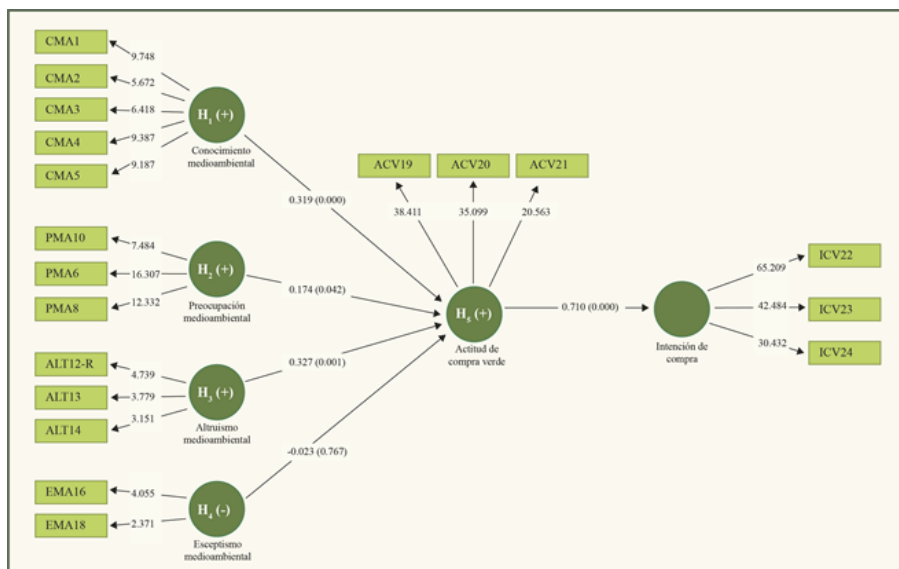 CMA1
CMA2
CMA3
CMA4
CMA5
9.748
5.672
6.418
9.387
9.187
H1 (+)
Conocimiento
medioambiental
0.319 (0.000)
PMA10
PMA6
PMA8
7.484
16.307
12.332
H2 (+)
Preocupación
medioambiental
0.174 (0.042)
ALT12-R
ALT13
ALT14
4.739
3.779
3.151
H3 (+)
Altruismo
medioambiental
0.327 (0.001)
EMA16
EMA18
4.055
2.371
H4 (-)
Esceptismo
medioambiental
-0.023 (0.767)
ACV19
ACV20
ACV21
38.411
35.099
20.563
H5 (+)
Actitud de
compra verde
0.710 (0.000)
Intención de
compra
65.209
42.484
30.432
ICV22
ICV23
ICV24